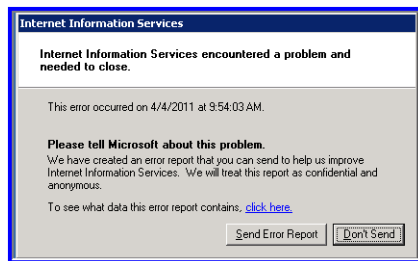 Internet Information Services
Internet Information Services encountered a problem and
needed to close.
This error occurred on 4/4/2011 at 9:54:03 AM.
Please tell Microsoft about this problem.
We have created an error report that you can send to help us improve
Internet Information Services. We will treat this report as confidential and
anonymous.
To see what data this error report contains, click here.
Send Error Report Don't Send